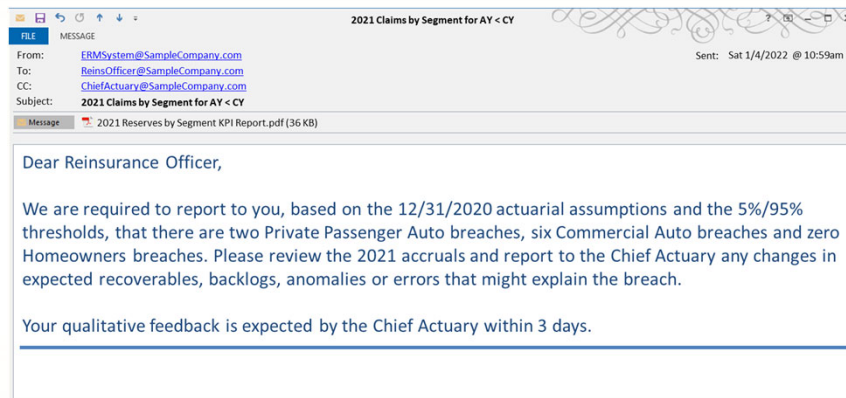 2021 Claims by Segment for AY < CY
FILE MESSAGE
From: ERMSystem@SampleCompany.com Sent: Sat 1/4/2022 @ 10:59am
To: ReinsOfficer@SampleCompany.com
CC: ChiefActuary@SampleCompany.com
Subject: 2021 Claims by Segment for AY < CY
Message 2021 Reserves by Segment KPI Report.pdf (36 KB)
Dear Reinsurance Officer,
We are required to report to you, based on the 12/31/2020 actuarial assumptions and the 5%/95%
thresholds, that there are two Private Passenger Auto breaches, six Commercial Auto breaches and zero
Homeowners breaches. Please review the 2021 accruals and report to the Chief Actuary any changes in
expected recoverables, backlogs, anomalies or errors that might explain the breach.
Your qualitative feedback is expected by the Chief Actuary within 3 days.